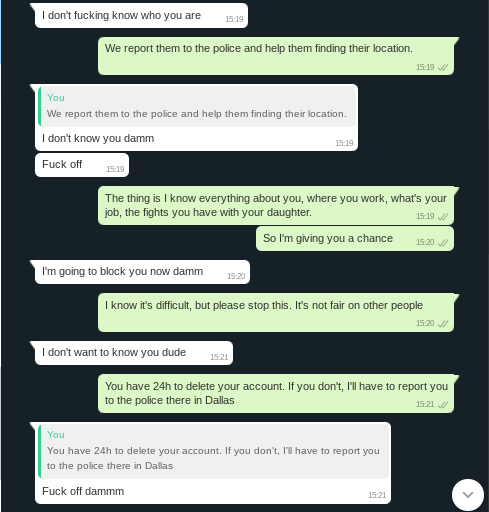 I don't fucking know who you are 15:19
We report them to the police and help them finding their location.
15:19
You
We report them to the police and help them finding their location.
I don't know you damm 15:19
Fuck off 15:19
The thing is I know everything about you, where you work, what's your
job, the fights you have with your daughter. 15:19
So I'm giving you a chance 15:20
I'm going to block you now damm 15:20
I know it's difficult, but please stop this. It's not fair on other people
15:20
I don't want to know you dude 15:21
You have 24h to delete your account. If you don't, I'll have to report you
to the police there in Dallas 15:21
You
You have 24h to delete your account. If you don't, I'll have to report you
to the police there in Dallas
Fuck off dammm 15:21